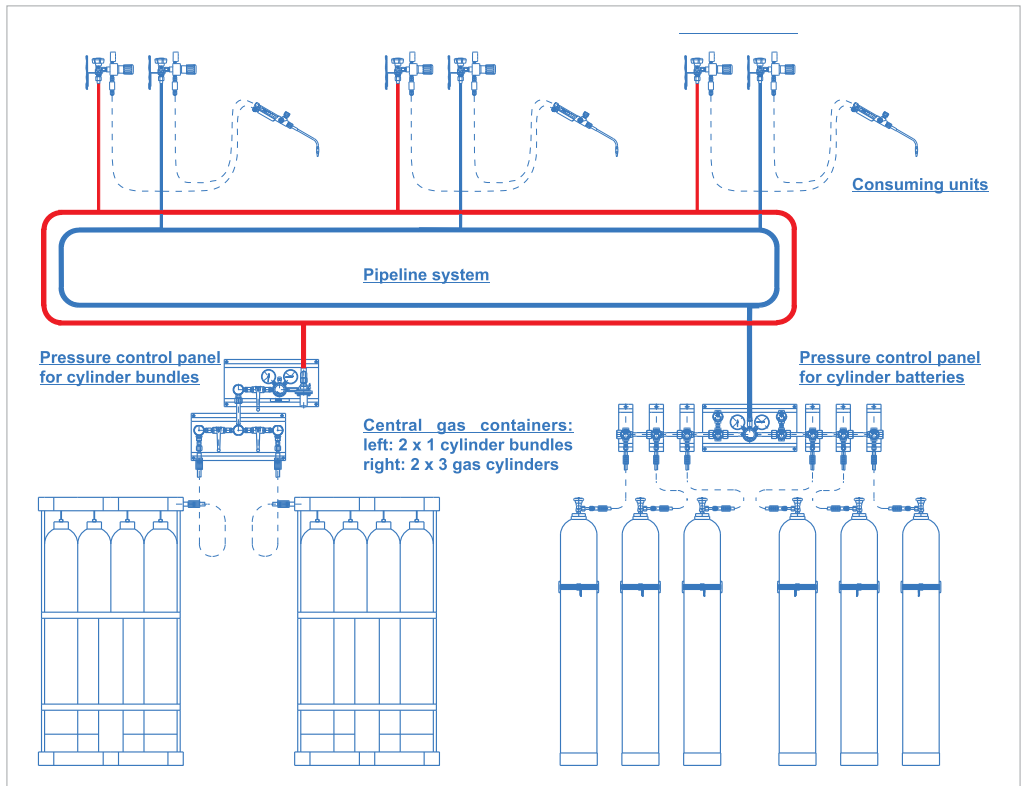 Consuming units
Pipeline system
Pressure control panel
for cylinder bundles
Pressure control panel
for cylinder batteries
Central gas containers:
left: 2 x 1 cylinder bundles
right: 2 x 3 gas cylinders